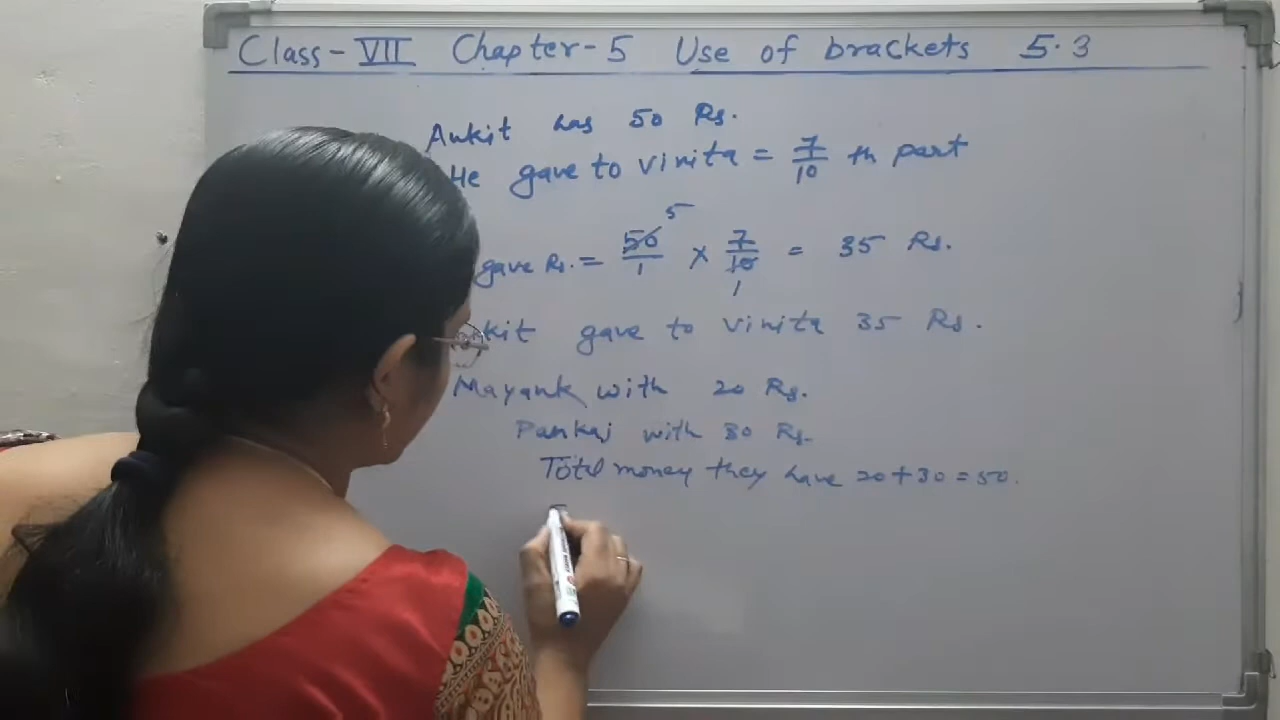 Class-VII Chapter-5 Use of brackets 5.3
Ankit has 50 Rs.
He gave to vinita = 7/10 th part
5
gave Rs. = 50/1 × 7/10 = 35 Rs.
1
kit gave to vinita 35 Rs.
Mayank with 20 Rs.
Pankaj with 30 Rs.
Total money they have 20+30=50.